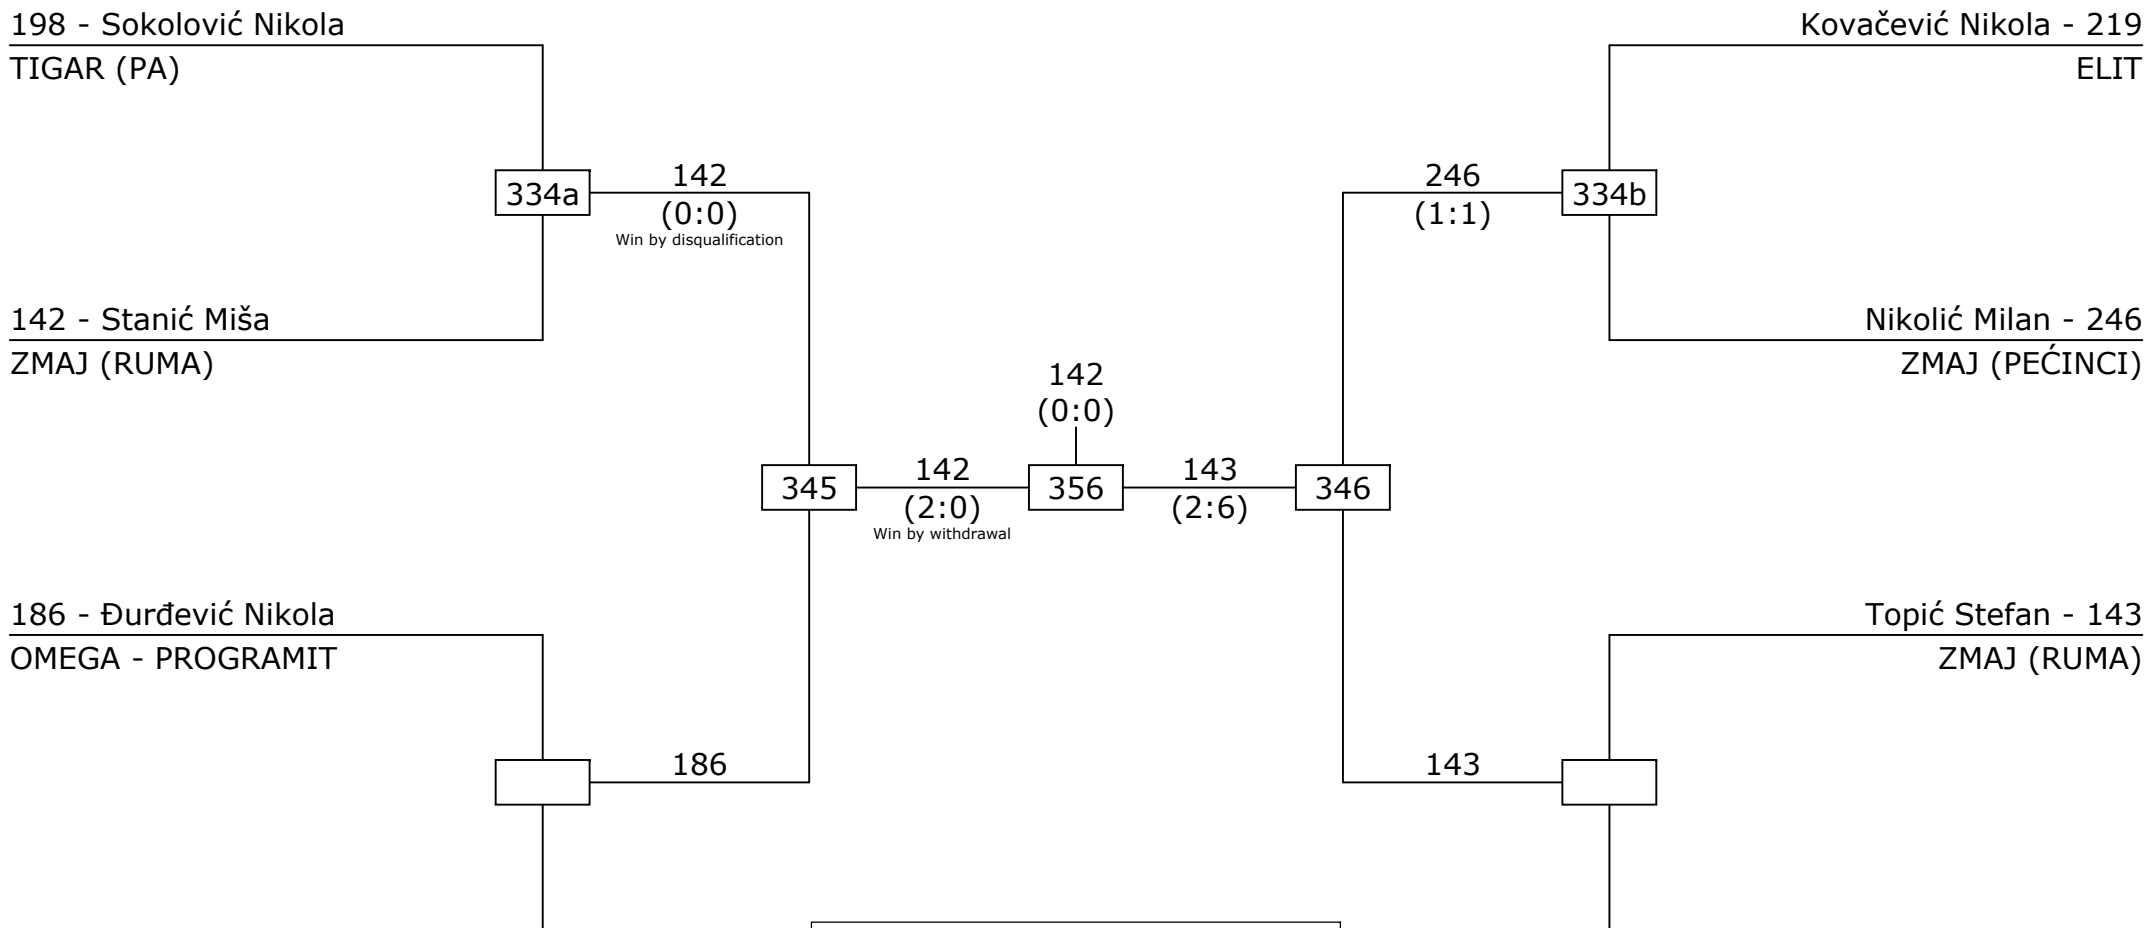 198 - Sokolović Nikola
TIGAR (PA)
Kovačević Nikola - 219
ELIT
334a
142
(0:0)
Win by disqualification
246
(1:1)
334b
142 - Stanić Miša
ZMAJ (RUMA)
Nikolić Milan - 246
ZMAJ (PEĆINCI)
142
(0:0)
345
142
(2:0)
Win by withdrawal
356
143
(2:6)
346
186 - Đurđević Nikola
OMEGA - PROGRAMIT
Topić Stefan - 143
ZMAJ (RUMA)
186
143